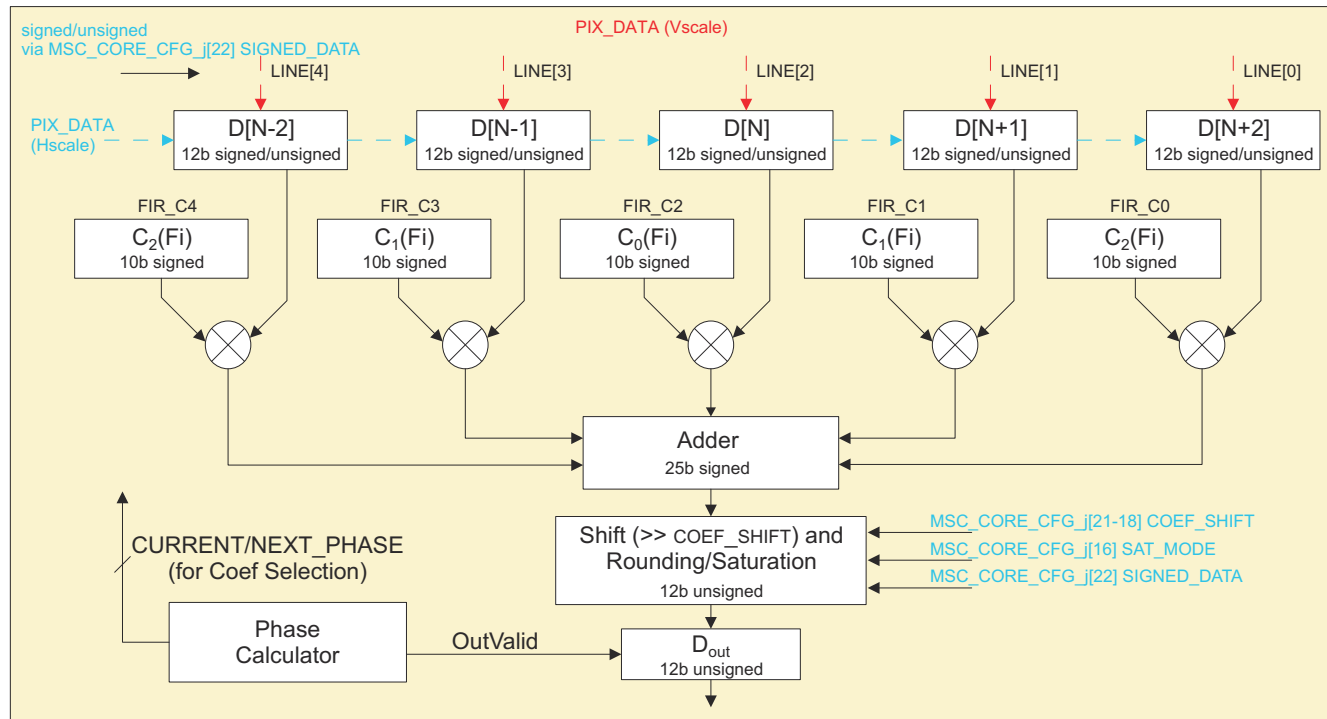 signed/unsigned
via MSC_CORE_CFG_j[22] SIGNED_DATA
PIX_DATA (Vscale)
LINE[4]
LINE[3]
LINE[2]
LINE[1]
LINE[0]
PIX_DATA
(Hscale)
D[N-2]
12b signed/unsigned
D[N-1]
12b signed/unsigned
D[N]
12b signed/unsigned
D[N+1]
12b signed/unsigned
D[N+2]
12b signed/unsigned
FIR_C4
C2(Fi)
10b signed
FIR_C3
C1(Fi)
10b signed
FIR_C2
C0(Fi)
10b signed
FIR_C1
C1(Fi)
10b signed
FIR_C0
C2(Fi)
10b signed
Adder
25b signed
Shift (>> COEF_SHIFT) and
Rounding/Saturation
12b unsigned
MSC_CORE_CFG_j[21-18] COEF_SHIFT
MSC_CORE_CFG_j[16] SAT_MODE
MSC_CORE_CFG_j[22] SIGNED_DATA
CURRENT/NEXT_PHASE
(for Coef Selection)
Phase
Calculator
OutValid
Dout
12b unsigned